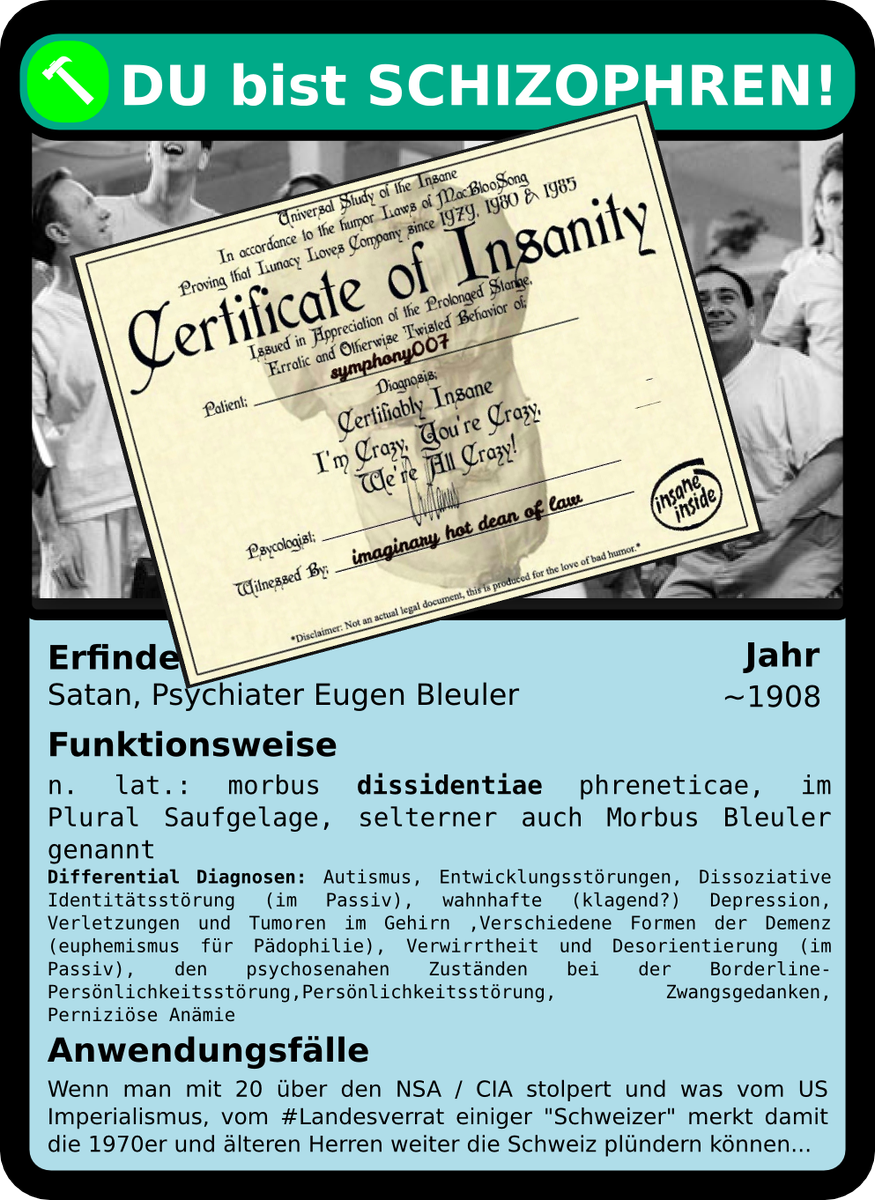 DU bist SCHIZOPHREN!
Universal Study of the Insane
In accordance to the humor Laws of MacBlooSong
Proving that Lunacy Loves Company since 1979, 1980 & 1985
Certificate of Insanity
Issued in Appreciation of the Prolonged Stange,
Erratic and Otherwise Twisted Behavior of:
symphony007
Patient:
Diagnosis:
Certifiably Insane
I'm Crazy, You're Crazy,
We're All Crazy!
Psycologist:
Witnessed By: imaginary hot dean of law
insane
inside
*Disclaimer: Not an actual legal document, this is produced for the love of bad humor.*
Erfinde
Jahr
Satan, Psychiater Eugen Bleuler
~1908
Funktionsweise
n. lat.: morbus dissidentiae phreneticae, im
Plural Saufgelage, selterner auch Morbus Bleuler
genannt
Differential Diagnosen: Autismus, Entwicklungsstörungen, Dissoziative
Identitätsstörung (im Passiv), wahnhafte (klagend?) Depression,
Verletzungen und Tumoren im Gehirn ,Verschiedene Formen der Demenz
(euphemismus für Pädophilie), Verwirrtheit und Desorientierung (im
Passiv), den psychosenahen Zuständen bei der Borderline-
Persönlichkeitsstörung,Persönlichkeitsstörung, Zwangsgedanken,
Perniziöse Anämie
Anwendungsfälle
Wenn man mit 20 über den NSA / CIA stolpert und was vom US
Imperialismus, vom #Landesverrat einiger "Schweizer" merkt damit
die 1970er und älteren Herren weiter die Schweiz plündern können...